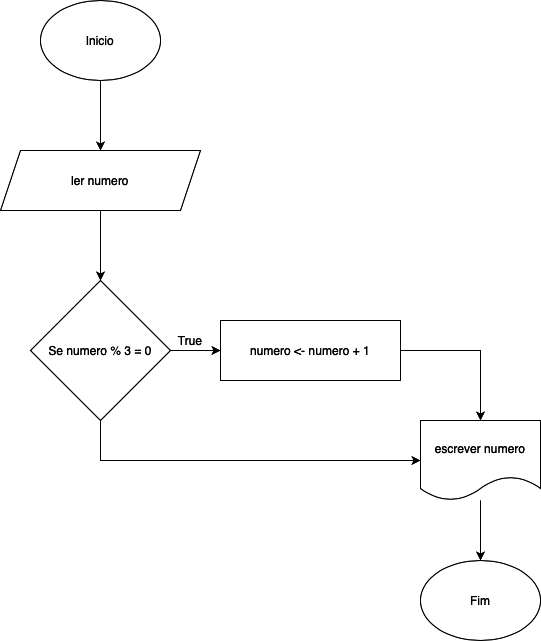 Inicio
ler numero
Se numero % 3 = 0
True
numero <- numero + 1
escrever numero
Fim